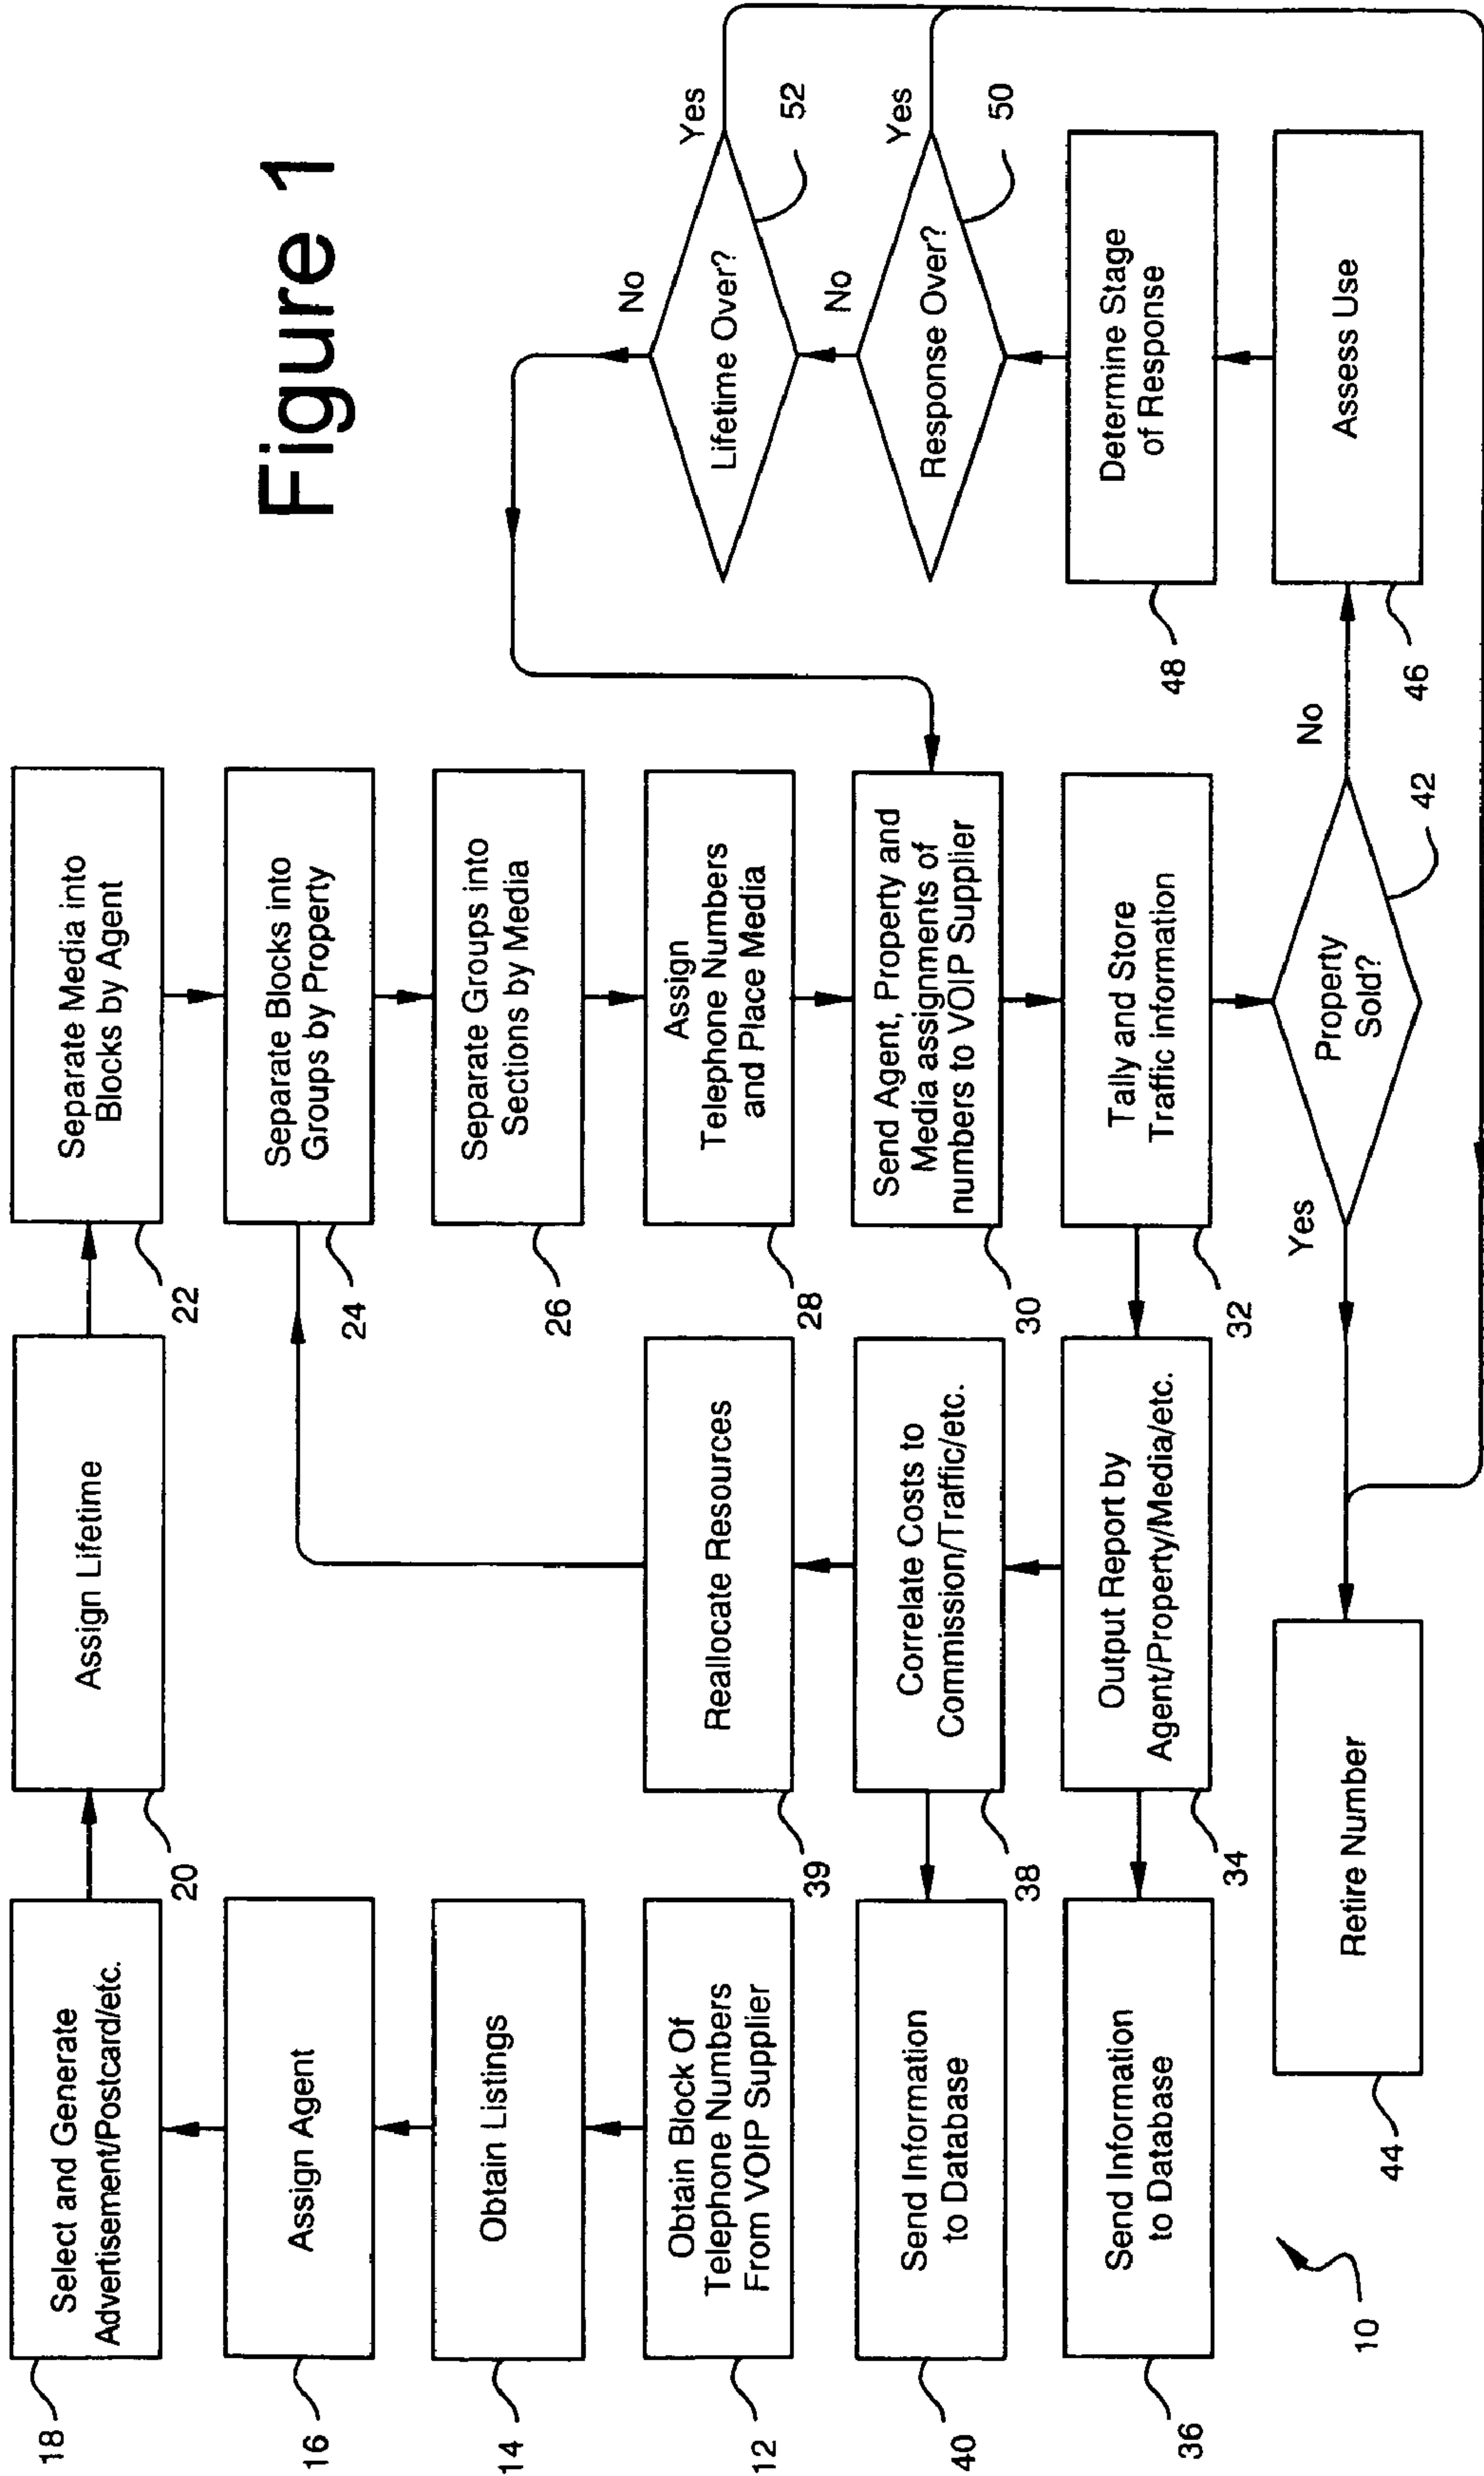 Figure 1
Select and Generate
Advertisement/Postcard/etc.
18
Assign Lifetime
20
Separate Media into
Blocks by Agent
22
Assign Agent
16
Separate Blocks into
Groups by Property
24
Obtain Listings
14
Separate Groups into
Sections by Media
26
Obtain Block Of
Telephone Numbers
From VOIP Supplier
12
Reallocate Resources
39
Assign
Telephone Numbers
and Place Media
28
Lifetime Over?
No
Yes
52
Send Information
to Database
40
Correlate Costs to
Commission/Traffic/etc.
38
Send Agent, Property and
Media assignments of
numbers to VOIP Supplier
30
Response Over?
No
Yes
50
Send Information
to Database
36
Output Report by
Agent/Property/Media/etc.
34
Tally and Store
Traffic information
32
Determine Stage
of Response
48
Retire Number
44
Yes
Property
Sold?
42
No
Assess Use
46
10